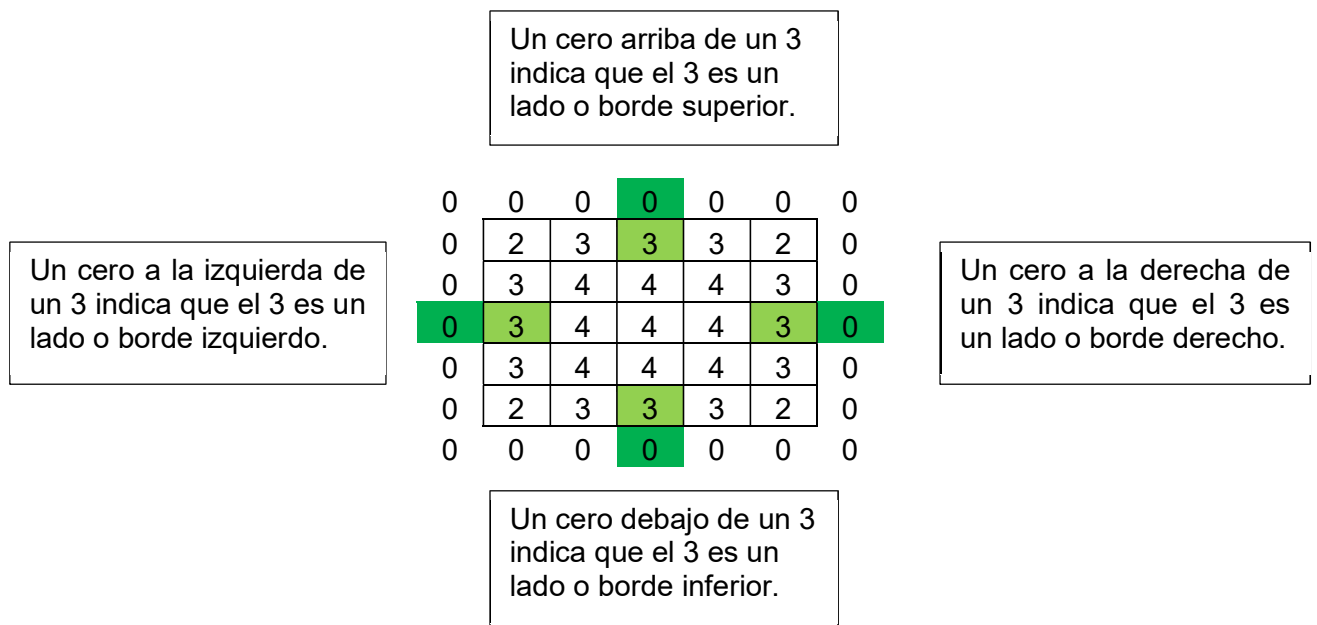 Un cero arriba de un 3
indica que el 3 es un
lado o borde superior.
0 0 0 0 0 0 0
0 2 3 3 3 2 0
0 3 4 4 4 3 0
0 3 4 4 4 3 0
0 3 4 4 4 3 0
0 2 3 3 3 2 0
0 0 0 0 0 0 0
Un cero a la izquierda de
un 3 indica que el 3 es un
lado o borde izquierdo.
Un cero a la derecha de
un 3 indica que el 3 es
un lado o borde derecho.
Un cero debajo de un 3
indica que el 3 es un
lado o borde inferior.